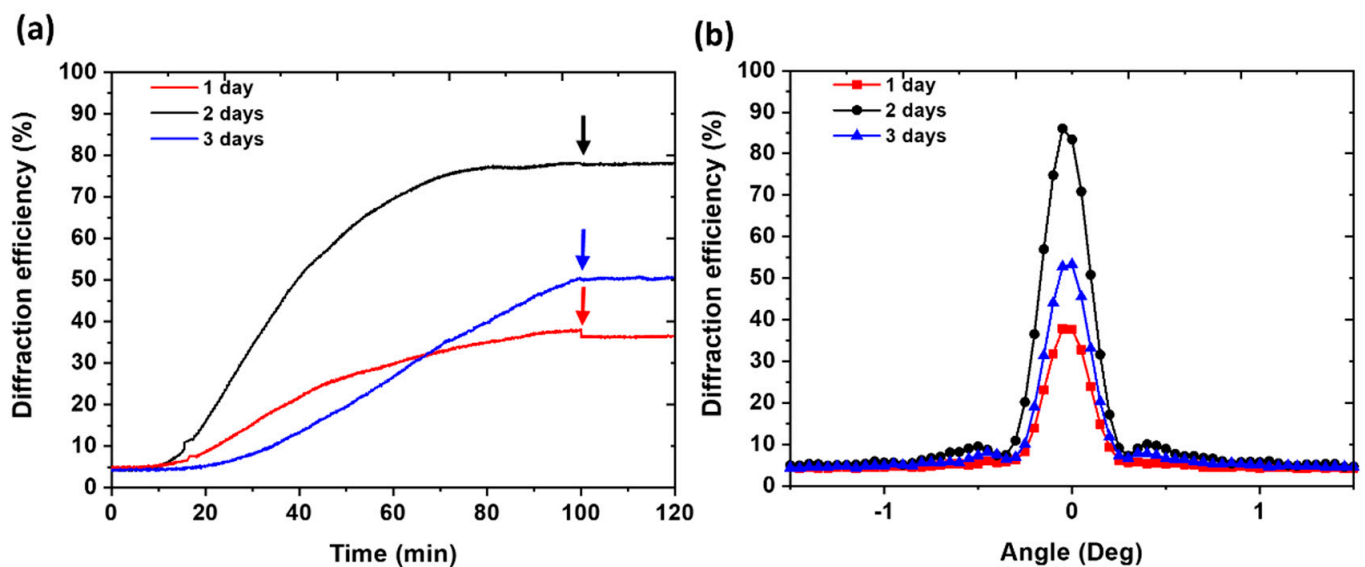 (a)
100
90
80
70
60
50
40
30
20
10
0
Diffraction efficiency (%)
1 day
2 days
3 days
0 20 40 60 80 100 120
Time (min)
(b)
100
90
80
70
60
50
40
30
20
10
0
Diffraction efficiency (%)
1 day
2 days
3 days
-1 0 1
Angle (Deg)